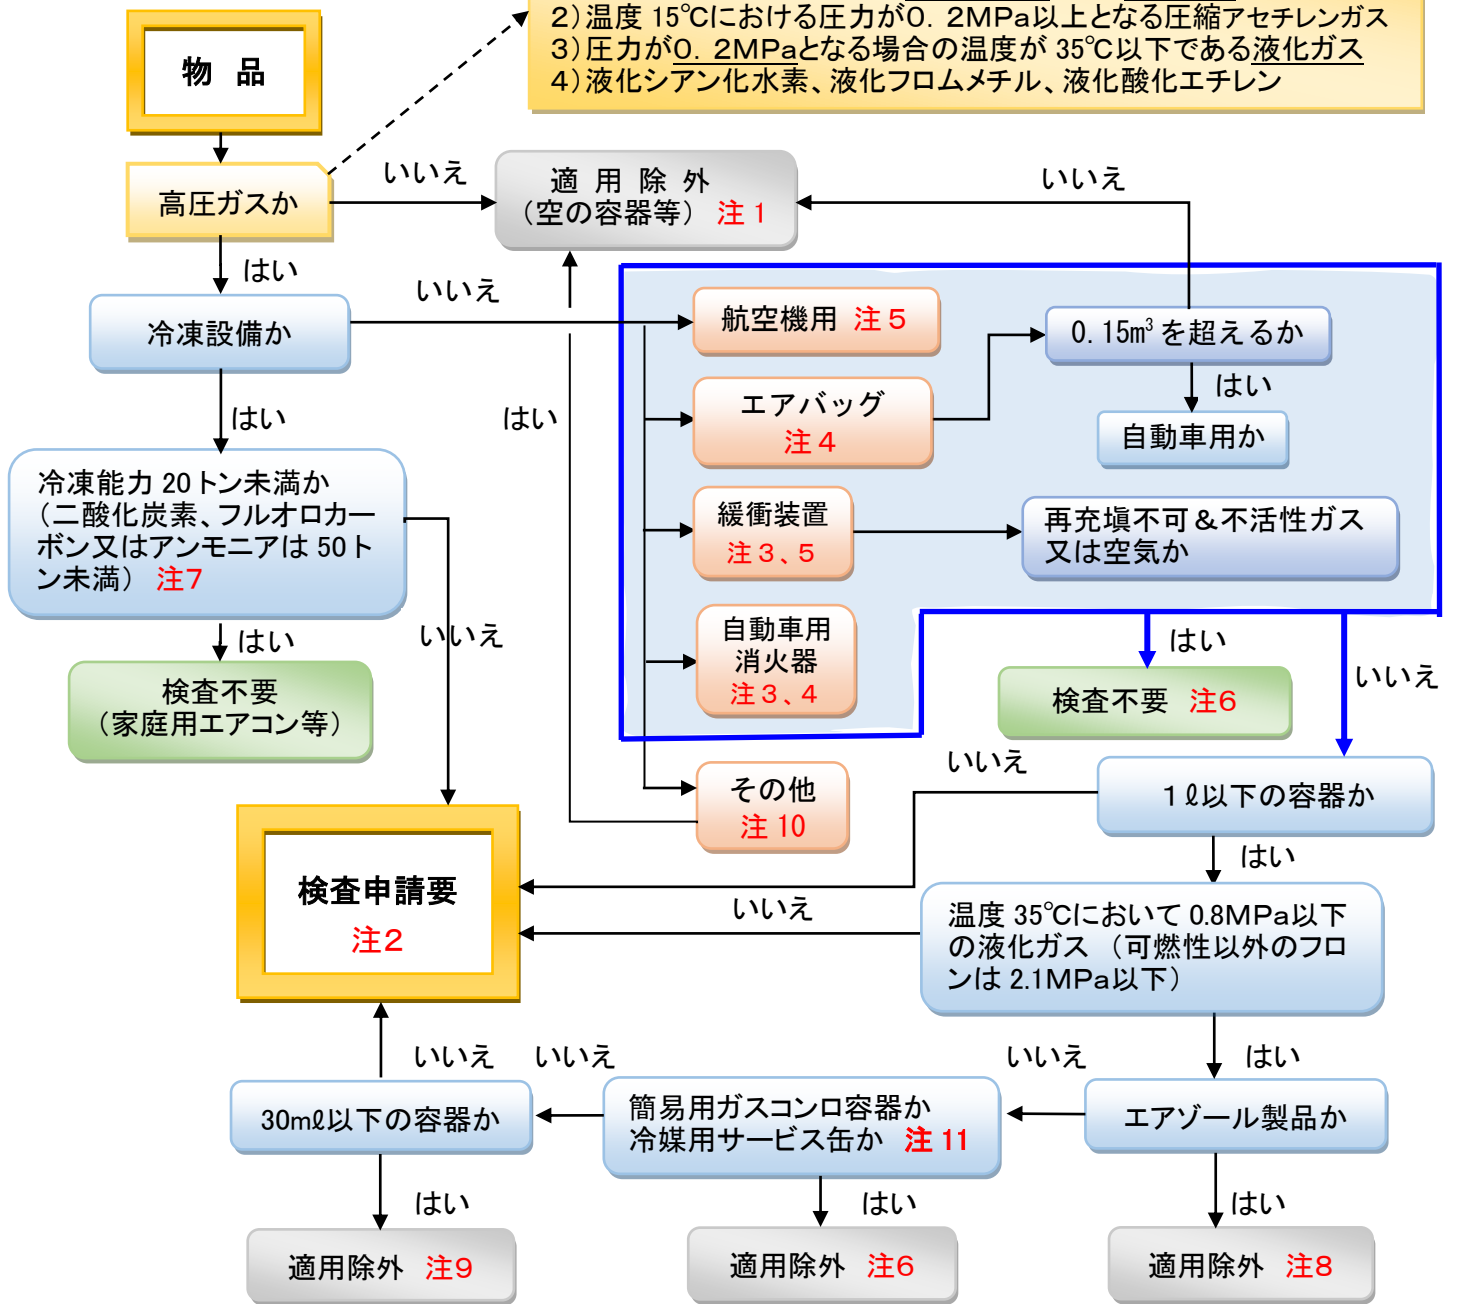 2）温度 15℃における圧力が０．２MPa以上となる圧縮アセチレンガス
3）圧力が０．２MPaとなる場合の温度が 35℃以下である液化ガス
4）液化シアン化水素、液化フロムメチル、液化酸化エチレン
物　品
高圧ガスか
いいえ
適 用 除 外
（空の容器等） 注１
いいえ
はい
冷凍設備か
いいえ
航空機用 注５
0.15m³を超えるか
はい
エアバッグ
注４
自動車用か
はい
はい
冷凍能力 20トン未満か
（二酸化炭素、フルオロカー
ボン又はアンモニアは 50ト
ン未満） 注７
緩衝装置
注３、５
再充塡不可＆不活性ガス
又は空気か
はい
いいえ
自動車用
消火器
注３、４
はい
いいえ
検査不要
（家庭用エアコン等）
検査不要 注６
その他
注 10
いいえ
１ℓ以下の容器か
はい
検査申請要
注２
いいえ
温度 35℃において 0.8MPa以下
の液化ガス （可燃性以外のフロ
ンは 2.1MPa以下）
いいえ
いいえ
いいえ
はい
30mℓ以下の容器か
簡易用ガスコンロ容器か
冷媒用サービス缶か 注 11
エアゾール製品か
はい
はい
はい
適用除外 注９
適用除外 注６
適用除外 注８